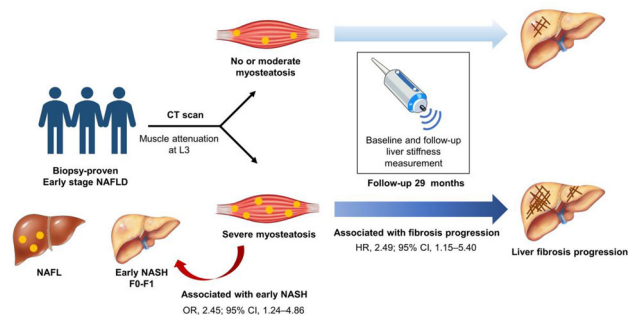 No or moderate
myosteatosis
CT scan
Muscle attenuation
at L3
Biopsy-proven
Early stage NAFLD
Baseline and follow-up
liver stiffness
measurement
Follow-up 29 months
Severe myosteatosis
Associated with fibrosis progression
HR, 2.49; 95% CI, 1.15–5.40
Liver fibrosis progression
NAFL
Early NASH
F0-F1
Associated with early NASH
OR, 2.45; 95% CI, 1.24–4.86